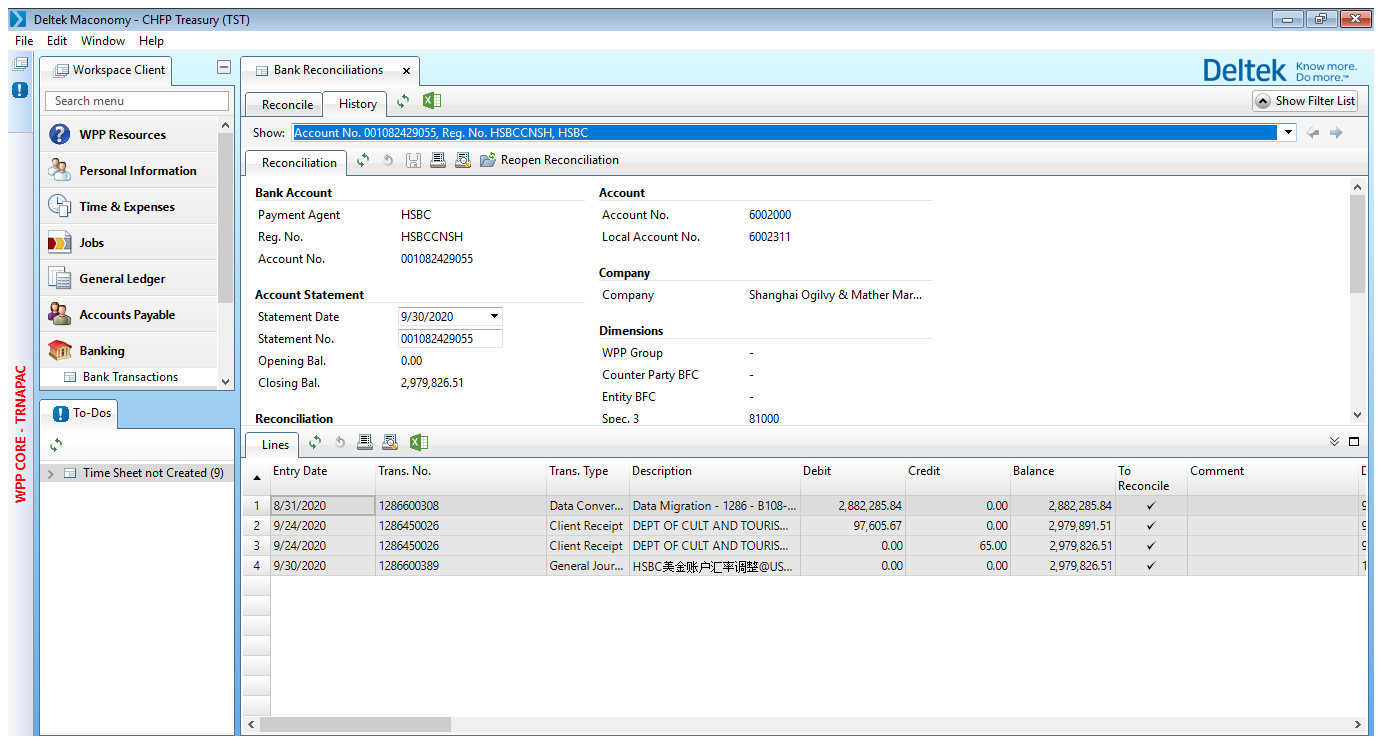 Deltek Maconomy - CHFP Treasury (TST)
File Edit Window Help
Workspace Client
Search menu
WPP Resources
Personal Information
Time & Expenses
Jobs
General Ledger
Accounts Payable
Banking
Bank Transactions
To-Dos
Time Sheet not Created (9)
WPP CORE - TRNAPAC
Bank Reconciliations
Deltek Know more. Do more.™
Reconcile History
Show Filter List
Show: Account No. 001082429055, Reg. No. HSBCCNSH, HSBC
Reconciliation Reopen Reconciliation
Bank Account
Payment Agent HSBC
Reg. No. HSBCCNSH
Account No. 001082429055
Account Statement
Statement Date 9/30/2020
Statement No. 001082429055
Opening Bal. 0.00
Closing Bal. 2,979,826.51
Reconciliation
Account
Account No. 6002000
Local Account No. 6002311
Company
Company Shanghai Ogilvy & Mather Mar...
Dimensions
WPP Group -
Counter Party BFC -
Entity BFC -
Spec. 3 81000
Lines
Entry Date Trans. No. Trans. Type Description Debit Credit Balance To Reconcile Comment
1 8/31/2020 1286600308 Data Conver... Data Migration - 1286 - B108-... 2,882,285.84 0.00 2,882,285.84 ✓
2 9/24/2020 1286450026 Client Receipt DEPT OF CULT AND TOURIS... 97,605.67 0.00 2,979,891.51 ✓
3 9/24/2020 1286450026 Client Receipt DEPT OF CULT AND TOURIS... 0.00 65.00 2,979,826.51 ✓
4 9/30/2020 1286600389 General Jour... HSBC美金账户汇率调整@US... 0.00 0.00 2,979,826.51 ✓